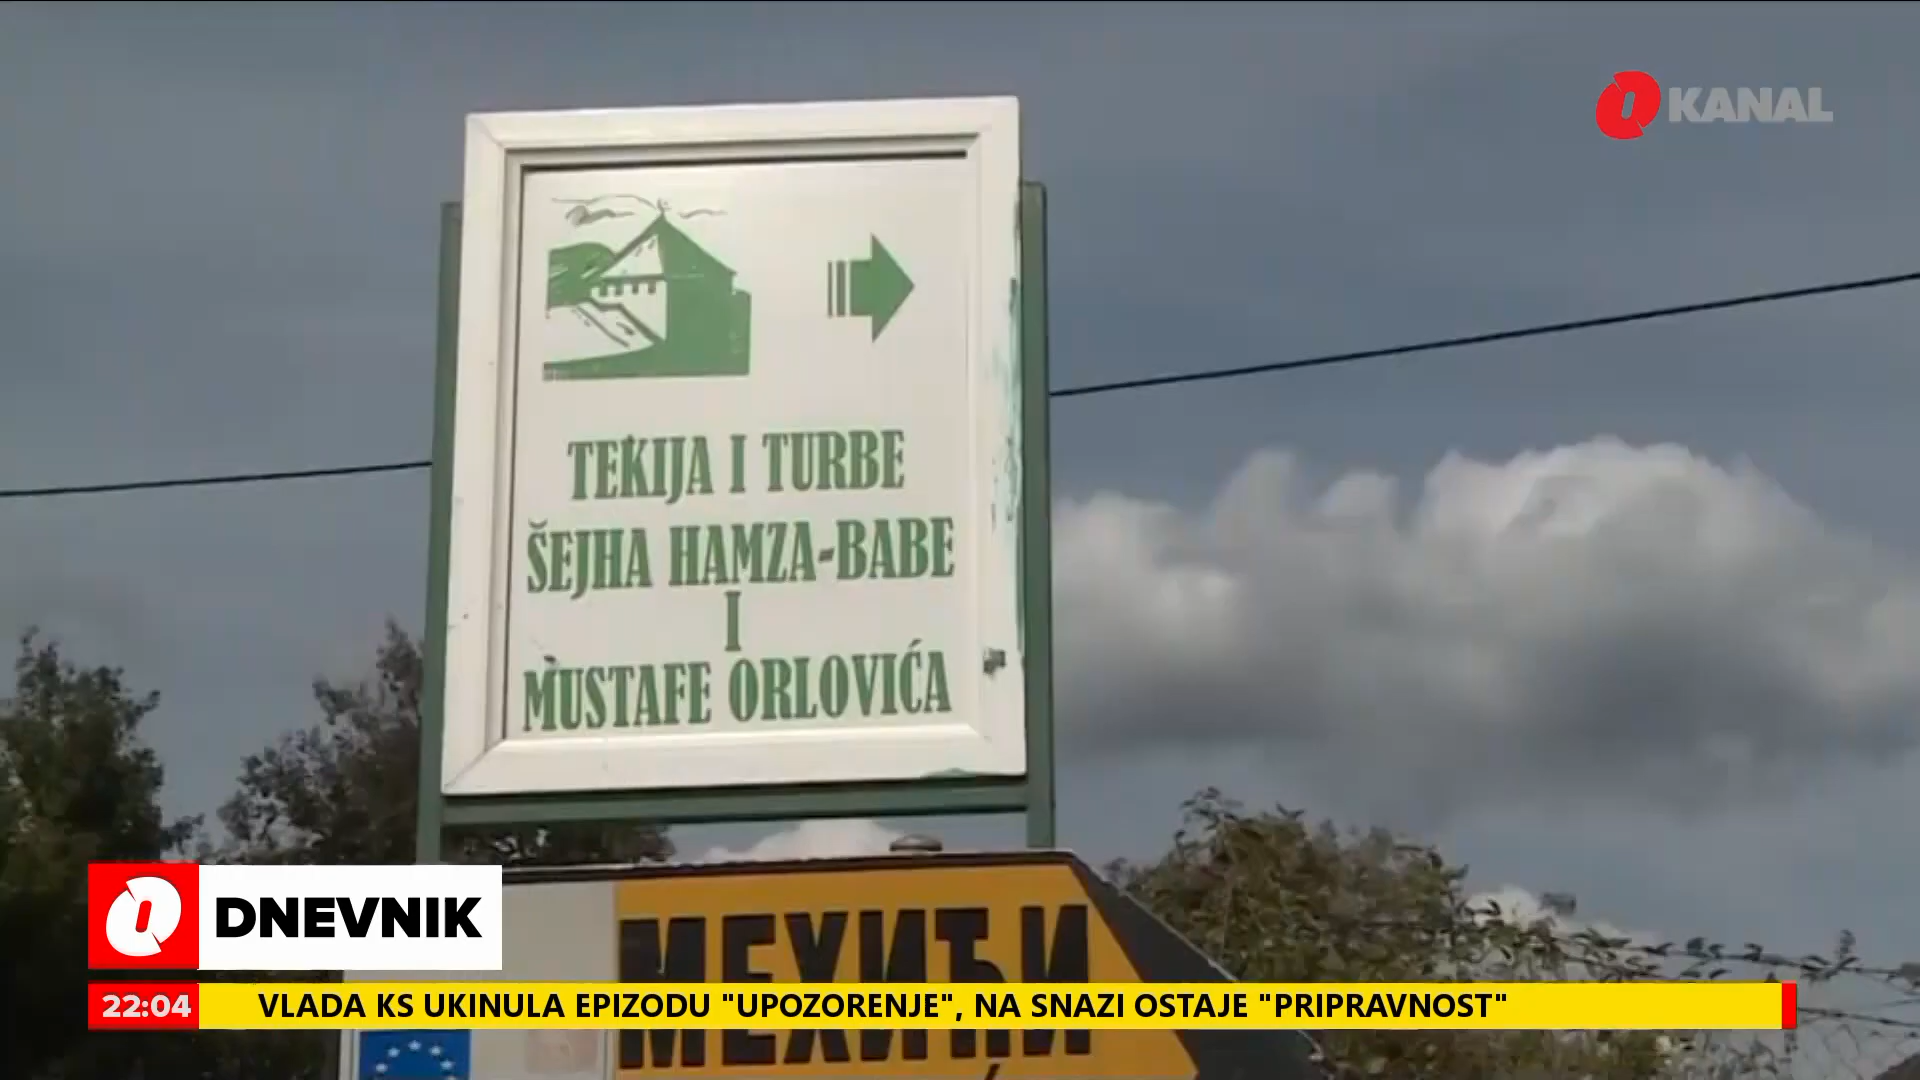 KANAL
TEKIJA I TURBE
ŠEJHA HAMZA-BABE
I
MUSTAFE ORLOVIĆA
DNEVNIK
МЕХИЋИ
22:04
VLADA KS UKINULA EPIZODU "UPOZORENJE", NA SNAZI OSTAJE "PRIPRAVNOST"